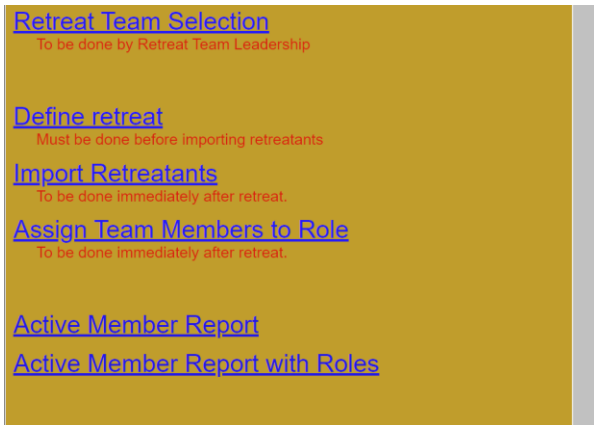 Retreat Team Selection
To be done by Retreat Team Leadership
Define retreat
Must be done before importing retreatants
Import Retreatants
To be done immediately after retreat.
Assign Team Members to Role
To be done immediately after retreat.
Active Member Report
Active Member Report with Roles